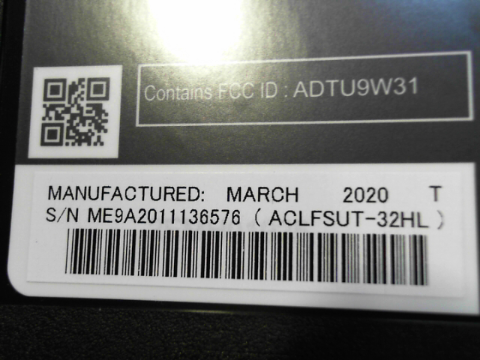 Contains FCC ID : ADTU9W31
MANUFACTURED: MARCH 2020 T
S/N ME9A2011136576 ( ACLFSUT-32HL )